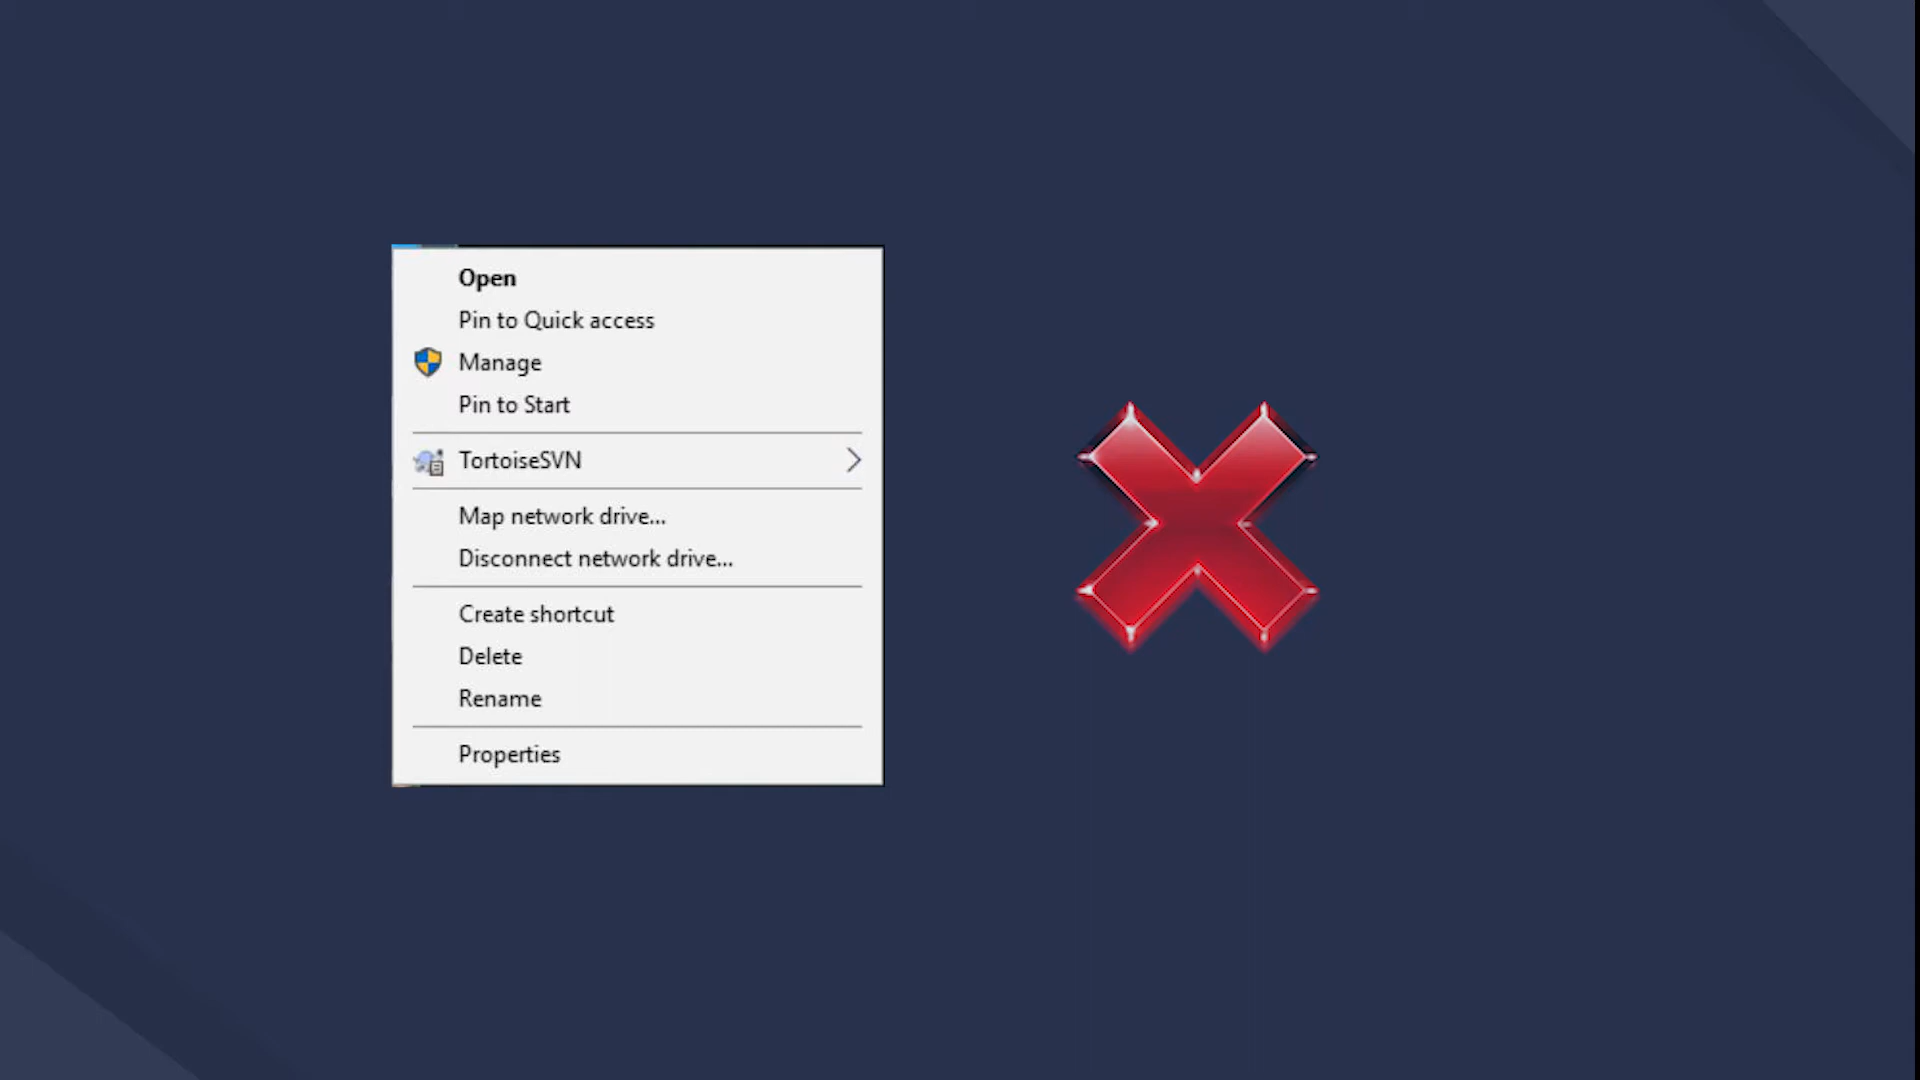 Open
Pin to Quick access
Manage
Pin to Start
TortoiseSVN
Map network drive...
Disconnect network drive...
Create shortcut
Delete
Rename
Properties